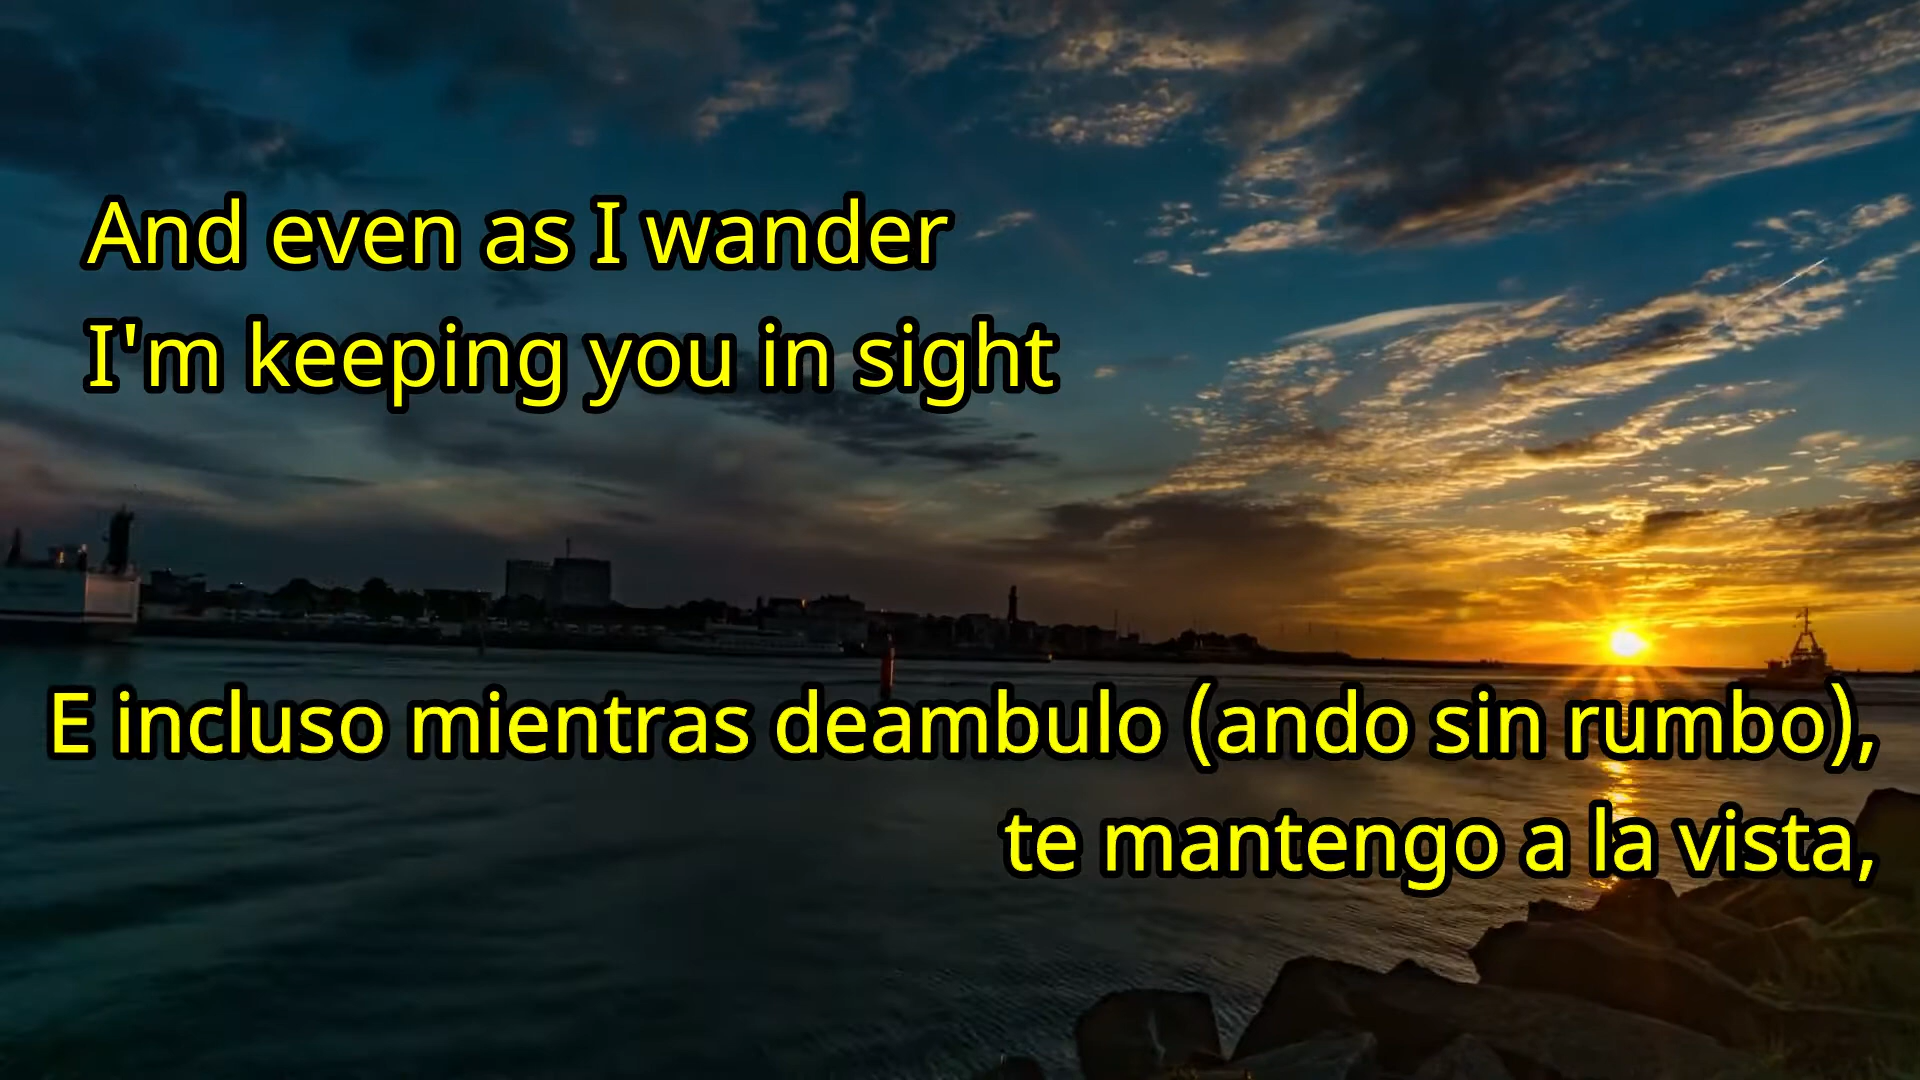 And even as I wander
I'm keeping you in sight
E incluso mientras deambulo (ando sin rumbo),
te mantengo a la vista,